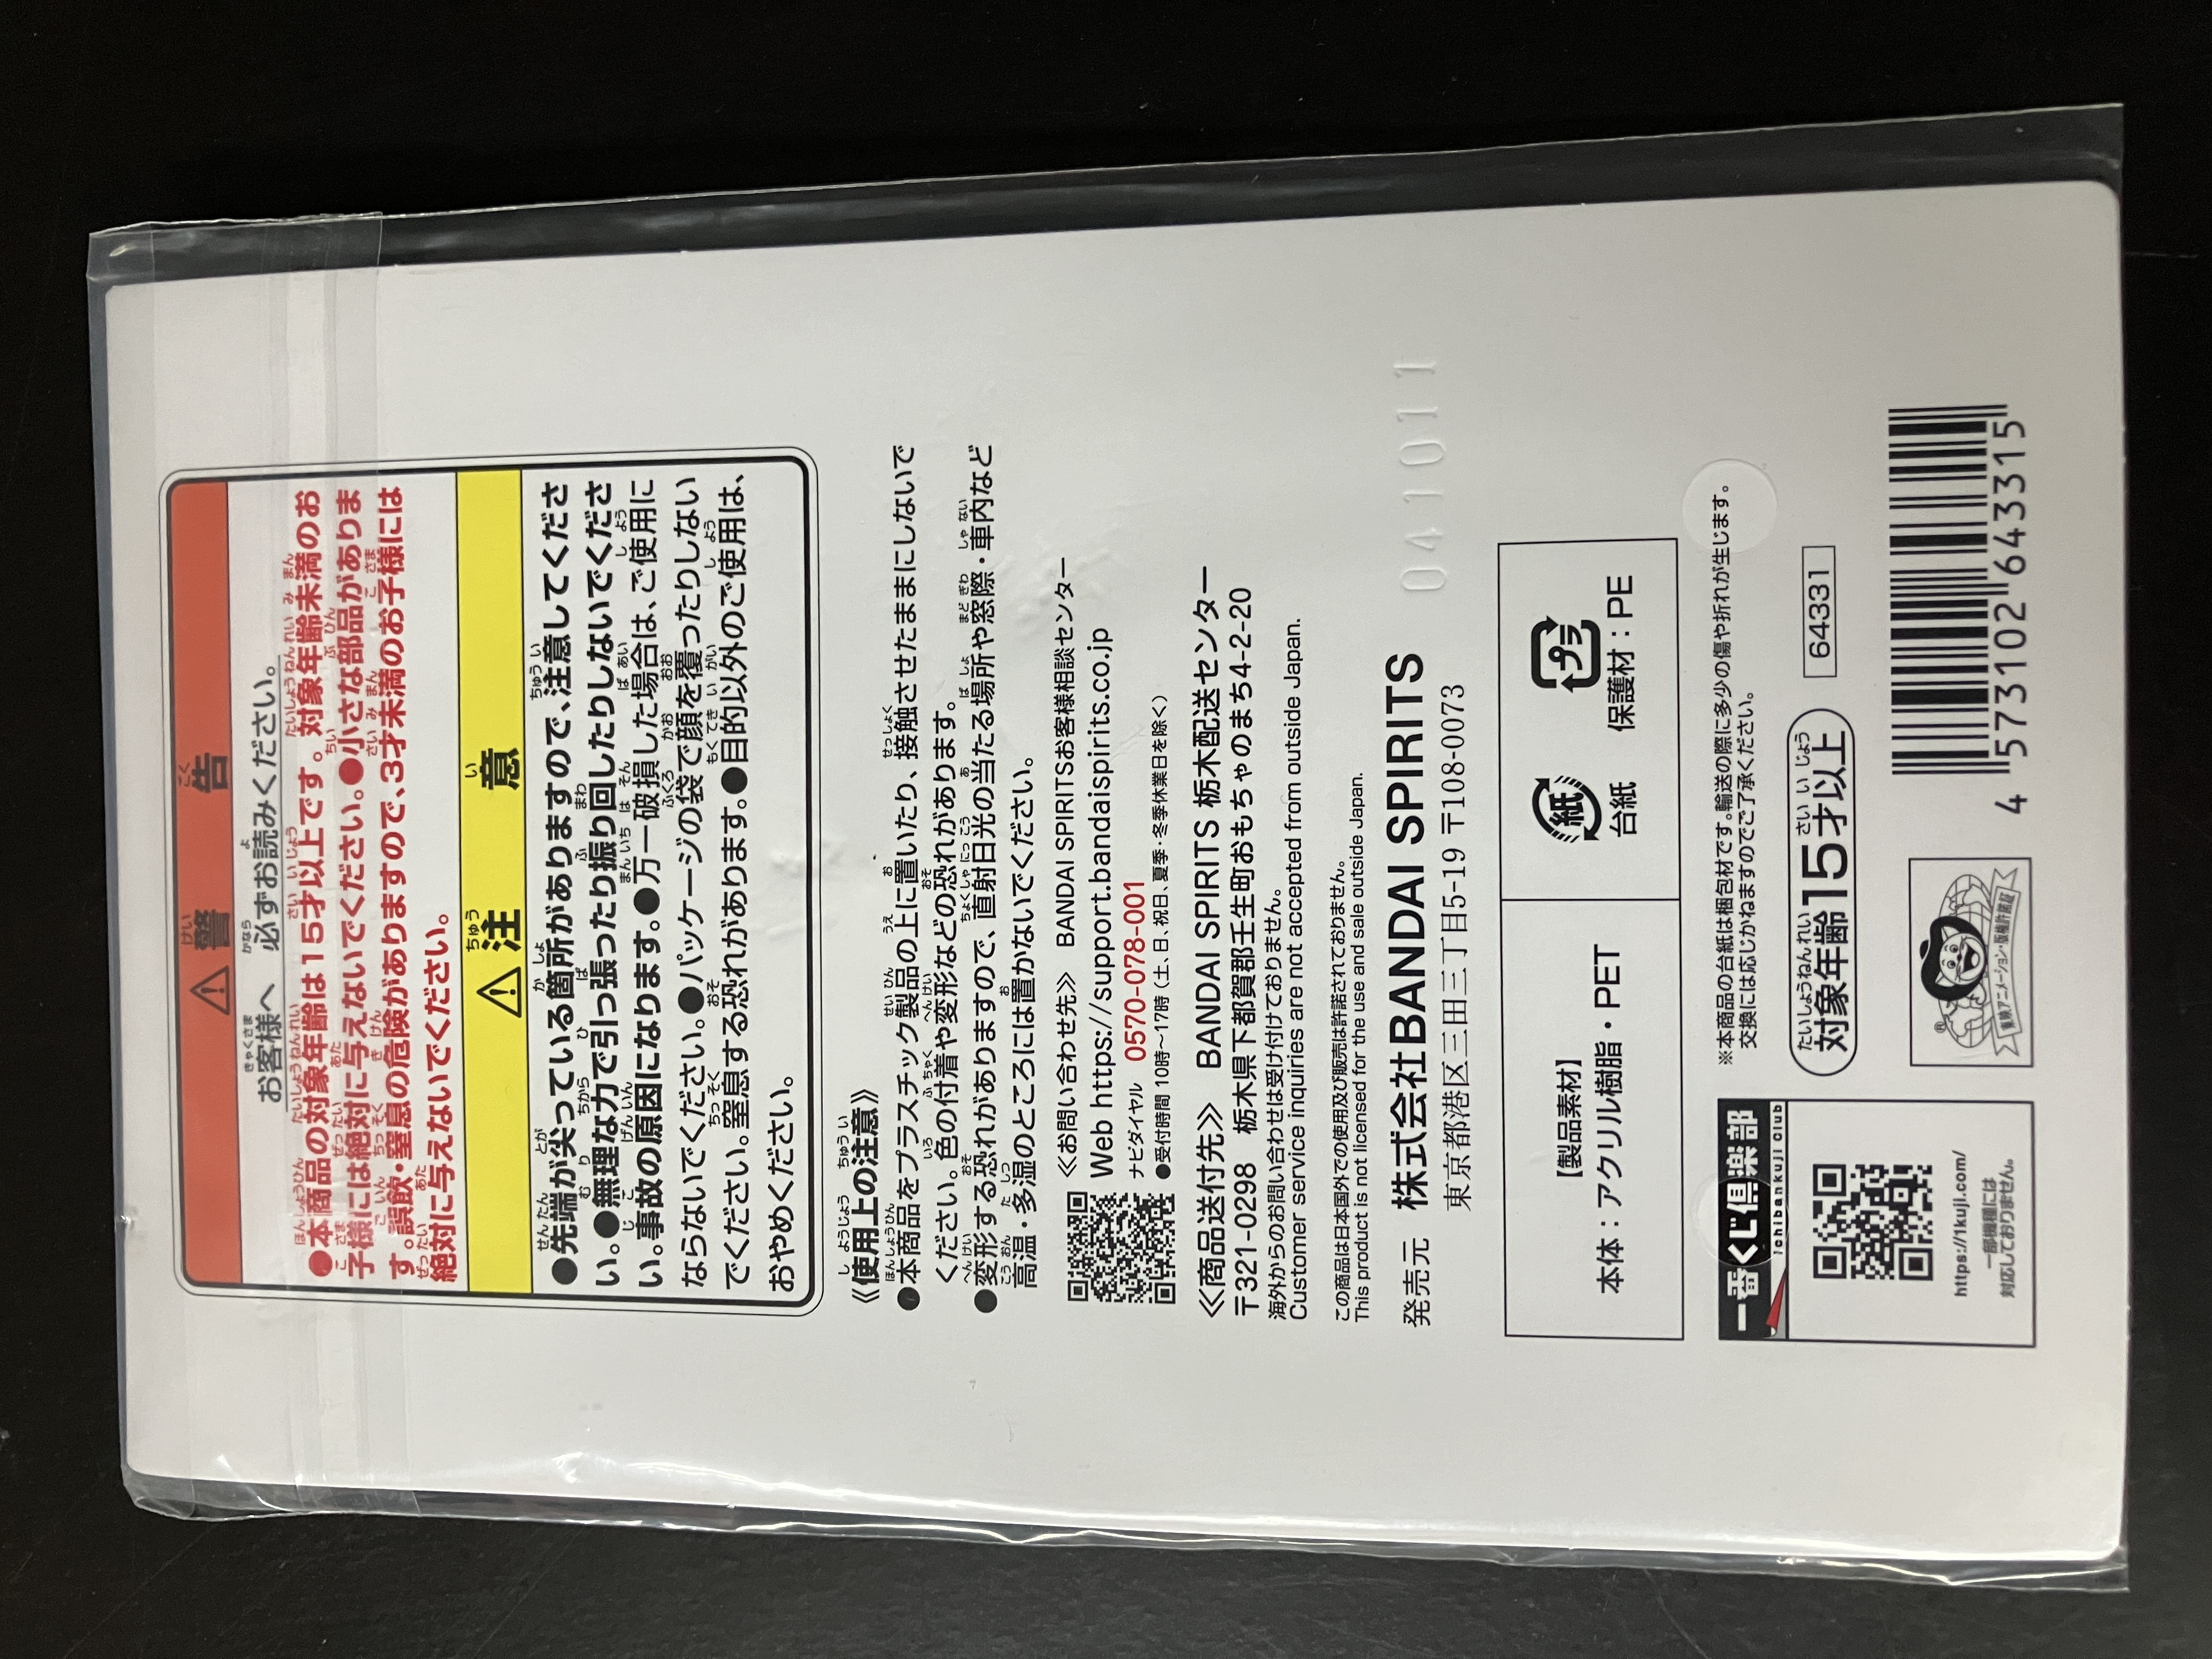 ⚠警告
お客様へ 必ずお読みください。
●本商品の対象年齢は15才以上です。対象年齢未満のお
子様には絶対に与えないでください。●小さな部品がありま
す。誤飲・窒息の危険がありますので、3才未満のお子様には
絶対に与えないでください。
⚠注意
●先端が尖っている箇所がありますので、注意してくださ
い。●無理な力で引っ張ったり振り回したりしないでくださ
い。事故の原因になります。●万一破損した場合は、ご使用に
ならないでください。●パッケージの袋で顔を覆ったりしない
でください。窒息する恐れがあります。●目的以外のご使用は、
おやめください。
《使用上の注意》
●本商品をプラスチック製品の上に置いたり、接触させたままにしないで
ください。色の付着や変形などの恐れがあります。
●変形する恐れがありますので、直射日光の当たる場所や窓際・車内など
高温・多湿のところには置かないでください。
≪お問い合わせ先≫ BANDAI SPIRITSお客様相談センター
Web https://support.bandaispirits.co.jp
ナビダイヤル 0570-078-001
●受付時間 10時～17時（土、日、祝日、夏季・冬季休業日を除く）
≪商品送付先≫ BANDAI SPIRITS 栃木配送センター
〒321-0298 栃木県下都賀郡壬生町おもちゃのまち4-2-20
海外からのお問い合わせは受け付けておりません。
Customer service inquiries are not accepted from outside Japan.
この商品は日本国外での使用及び販売は許諾されておりません。
This product is not licensed for the use and sale outside Japan.
発売元 株式会社BANDAI SPIRITS
東京都港区三田三丁目5-19 〒108-0073
041011
【製品素材】
本体：アクリル樹脂・PET
紙
台紙
プラ
保護材：PE
※本商品の台紙は梱包材です。輸送の際に多少の傷や折れが生じます。
交換には応じかねますのでご了承ください。
一番くじ倶楽部
Ichibankuji Club
https://1kuji.com/
一部機種には
対応しておりません。
対象年齢15才以上
64331
®
東映アニメーション・版権許諾証
4 573102 643315